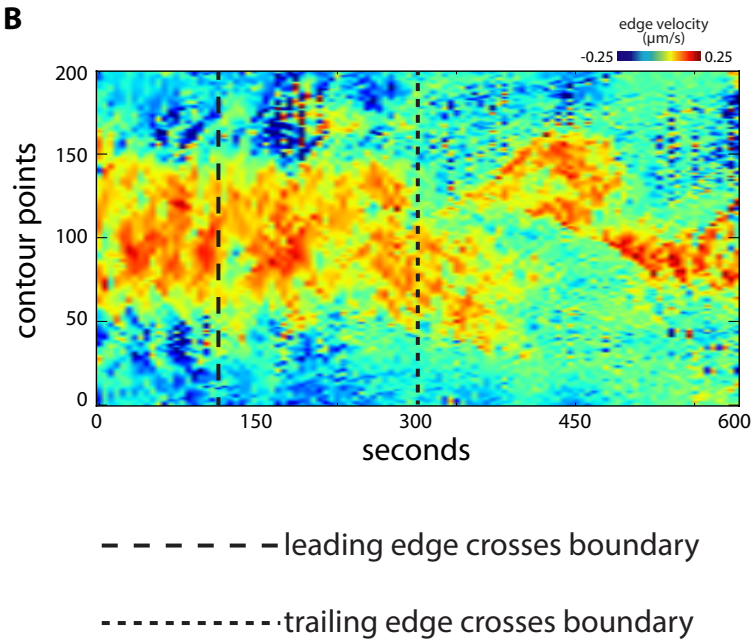 B
edge velocity
(μm/s)
-0.25 0.25
200
150
100
50
0
contour points
0 150 300 450 600
seconds
leading edge crosses boundary
trailing edge crosses boundary